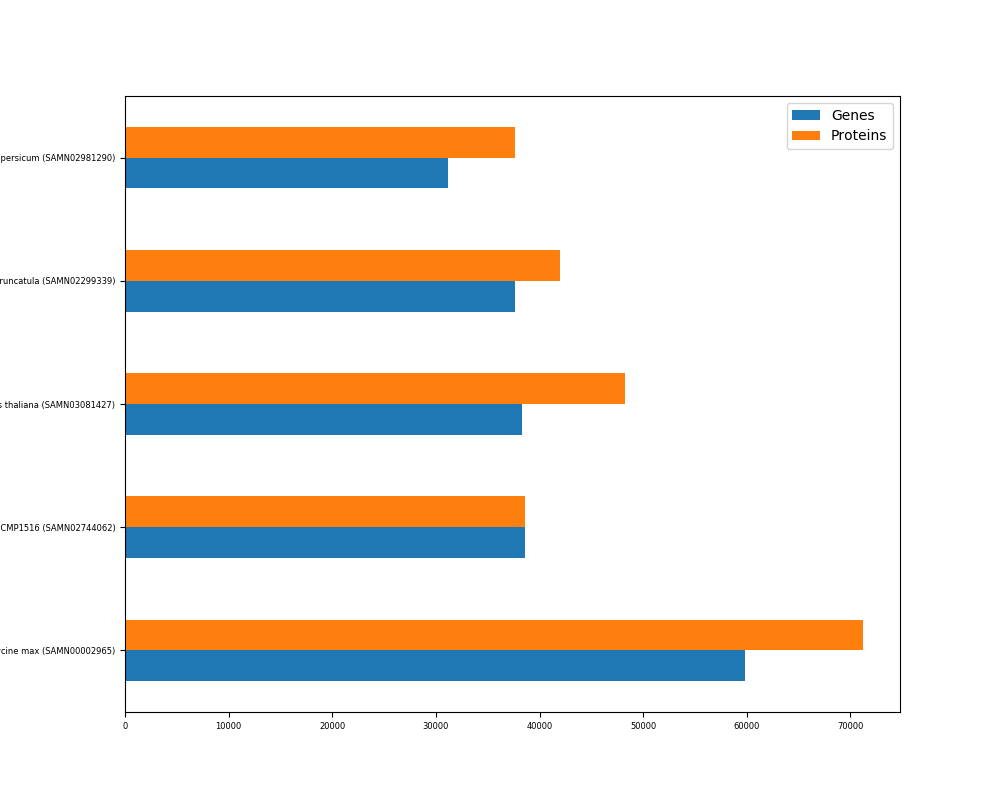 Genes
Proteins
persicum (SAMN02981290)
runcatula (SAMN02299339)
s thaliana (SAMN03081427)
CMP1516 (SAMN02744062)
cine max (SAMN00002965)
0 10000 20000 30000 40000 50000 60000 70000